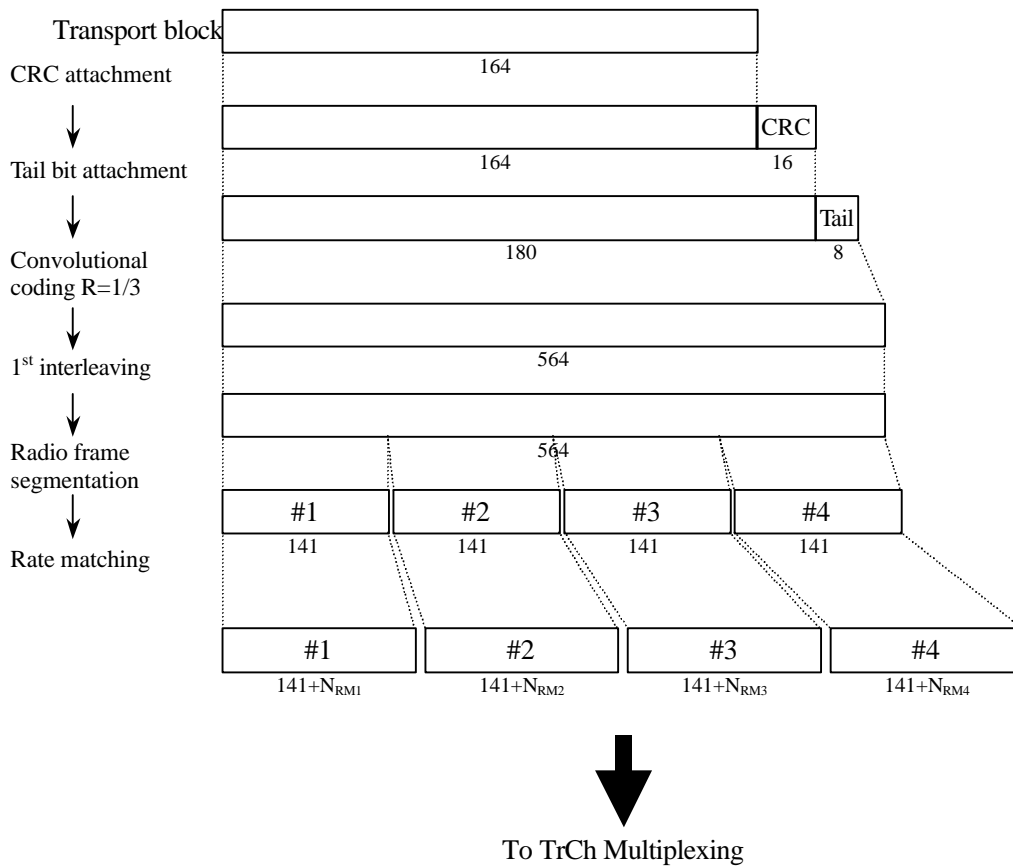 Transport block
164
CRC attachment
CRC
164
16
Tail bit attachment
Tail
180
8
Convolutional
coding R=1/3
564
1st interleaving
564
Radio frame
segmentation
#1 #2 #3 #4
141 141 141 141
Rate matching
#1 #2 #3 #4
141+NRM1 141+NRM2 141+NRM3 141+NRM4
To TrCh Multiplexing